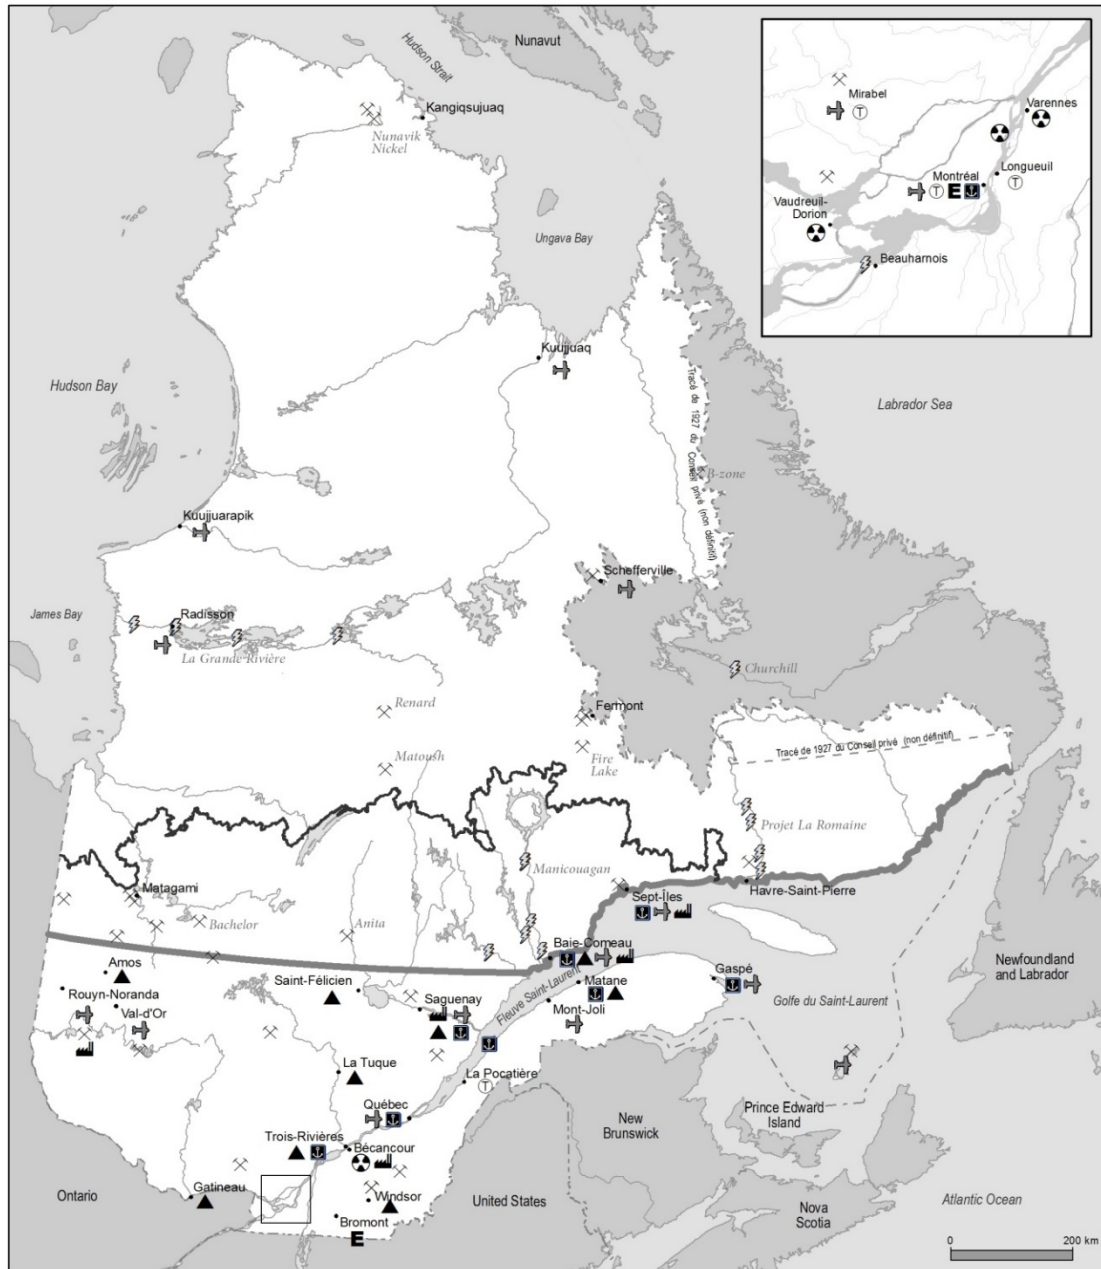 Hudson Strait
Nunavut
Kangiqsujuaq
Nunavik
Nickel
Mirabel
T
Varennes
Longueuil
T
Montréal
T
E
Vaudreuil-
Dorion
Beauharnois
Ungava Bay
Kuujjuaq
Hudson Bay
Labrador Sea
Tracé de 1927 du Conseil privé (non définitif)
B-zone
Kuujjuarapik
Schefferville
James Bay
Radisson
La Grande-Rivière
Churchill
Renard
Fermont
Matoush
Fire
Lake
Tracé de 1927 du Conseil privé (non définitif)
Projet La Romaine
Manicouagan
Matagami
Sept-Îles
Havre-Saint-Pierre
Bachelor
Anita
Baie-Comeau
Amos
Saint-Félicien
Matane
Gaspé
Newfoundland
and Labrador
Rouyn-Noranda
Val-d'Or
Saguenay
Fleuve Saint-Laurent
Mont-Joli
Golfe du Saint-Laurent
La Tuque
La Pocatière
T
Québec
New
Brunswick
Prince Edward
Island
Trois-Rivières
Bécancour
Ontario
Gatineau
Windsor
United States
Nova
Scotia
Atlantic Ocean
Bromont
E
0
200 km